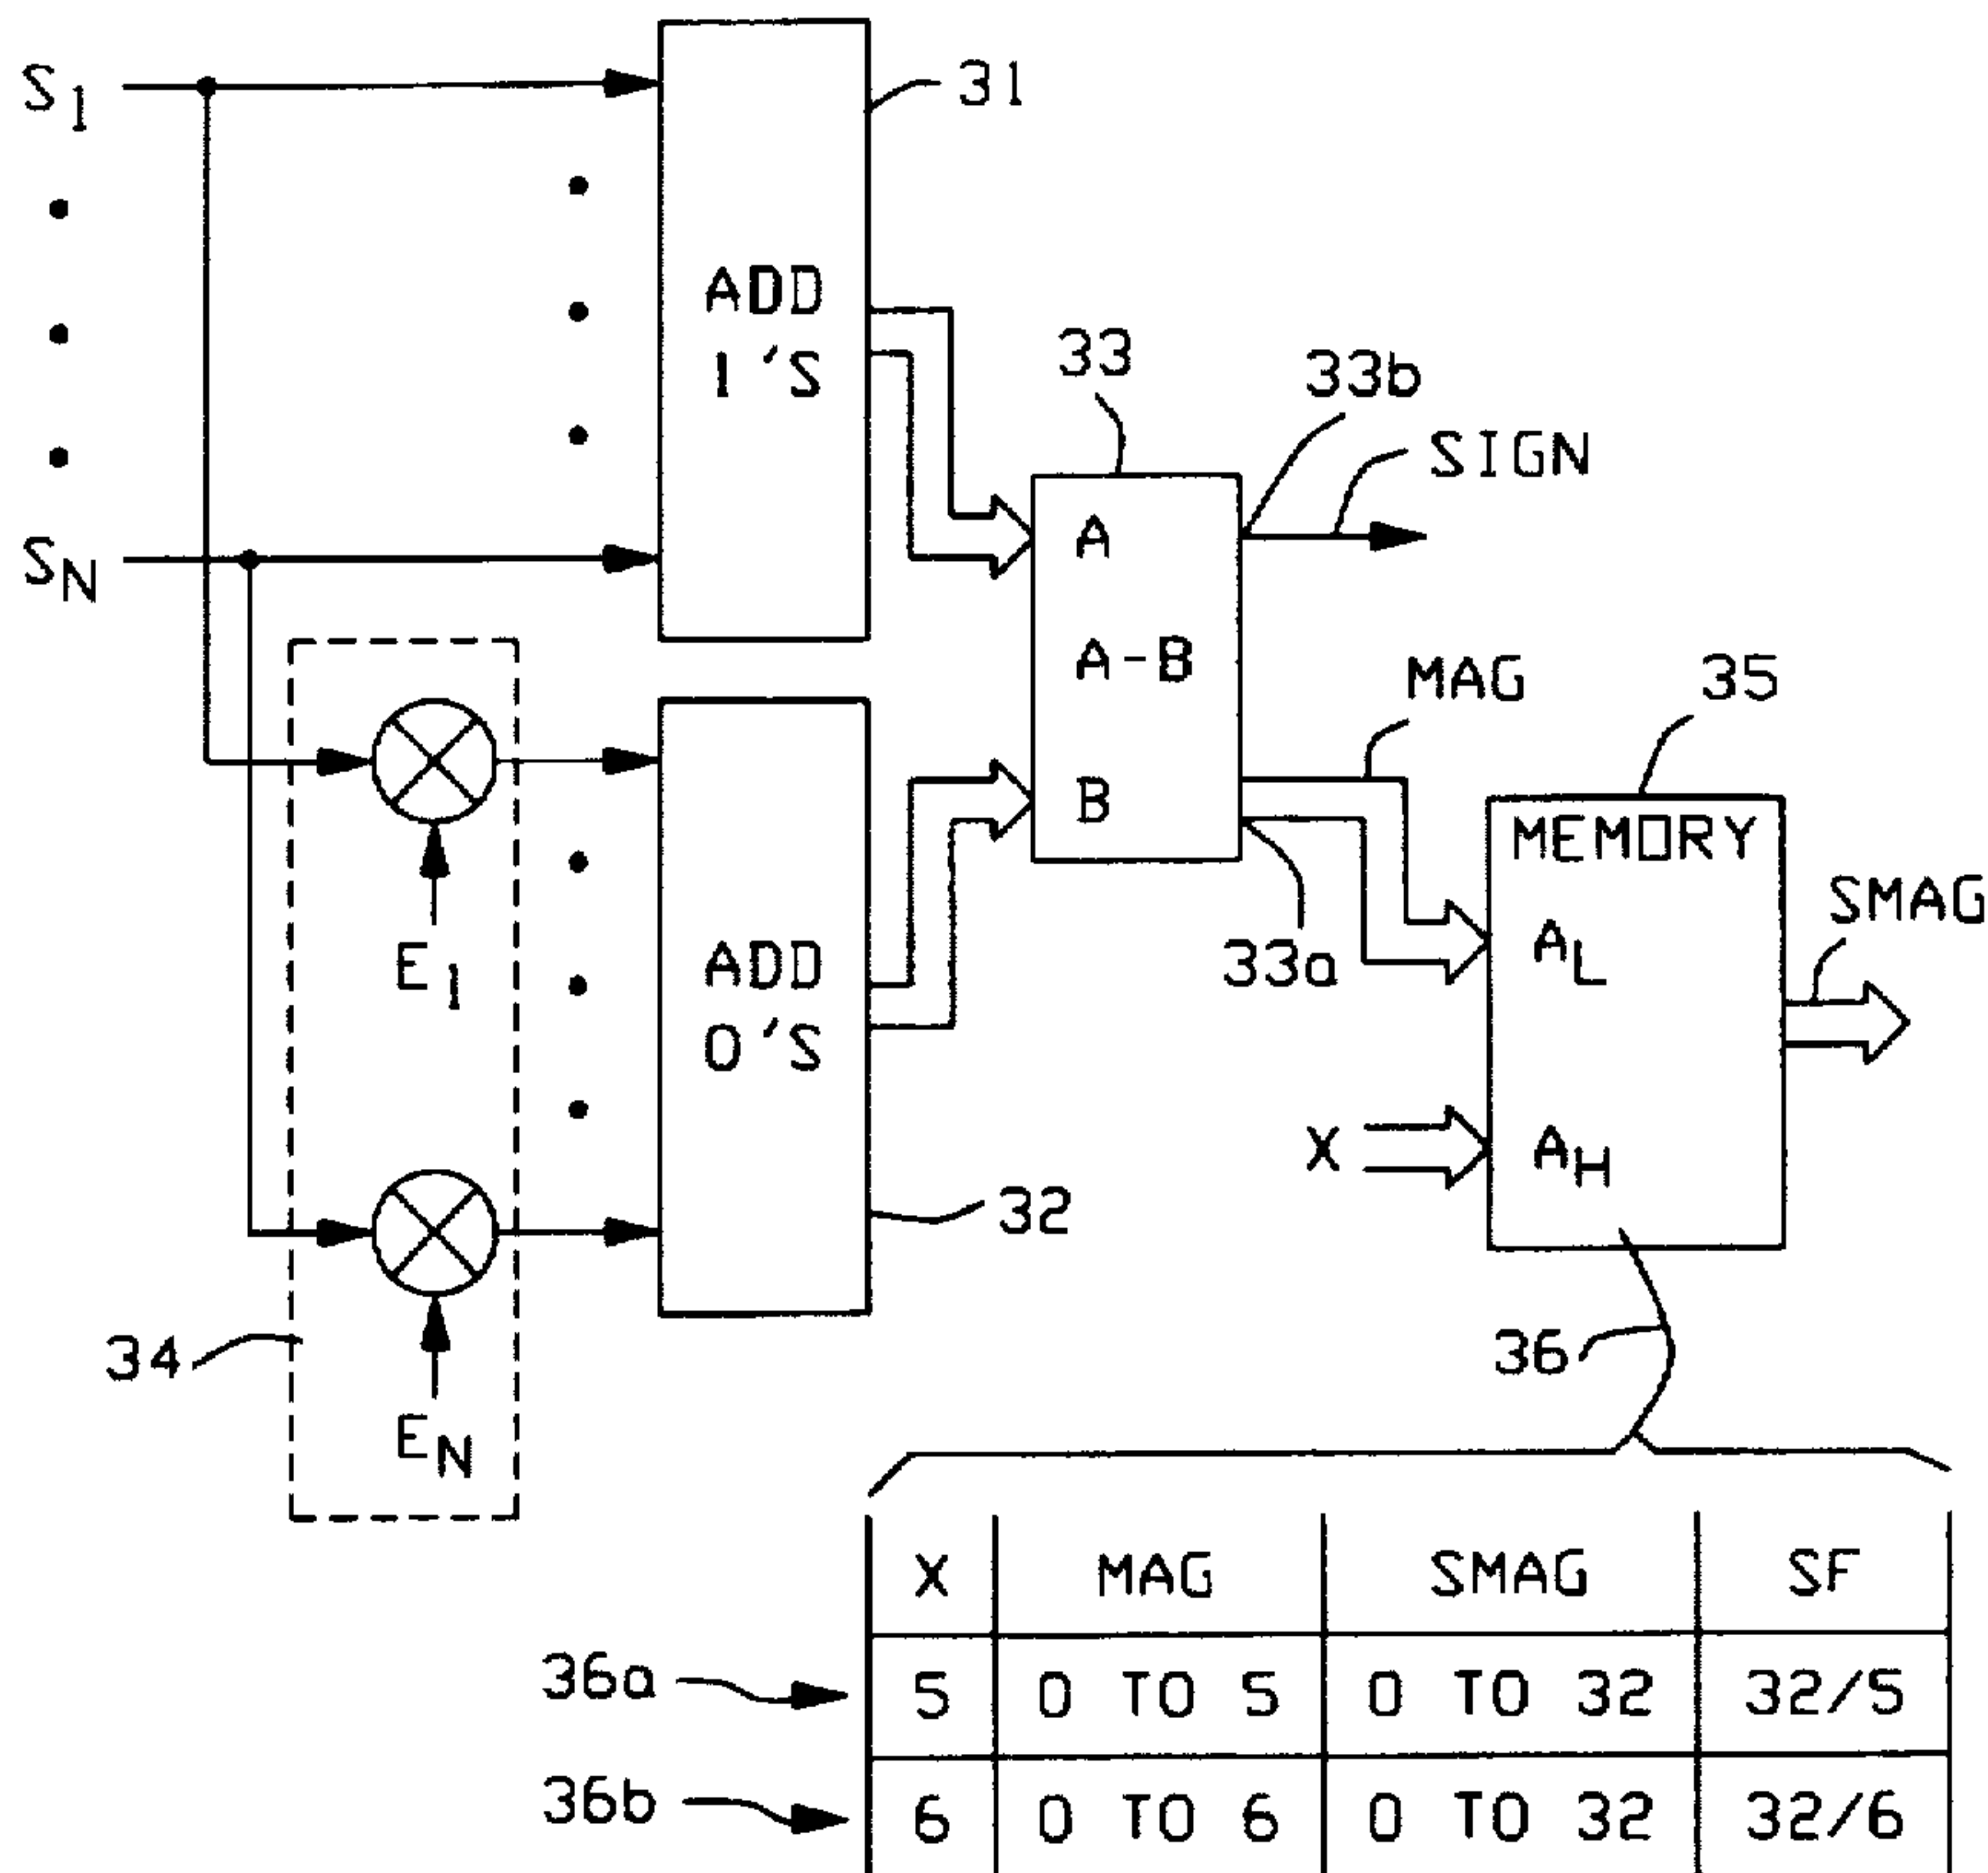 S1
31
ADD
1'S
33
33b
SIGN
SN
A
A-B
MAG
35
B
MEMORY
SMAG
AL
33a
E1
ADD
0'S
X
AH
32
34
36
EN
X MAG SMAG SF
36a 5 0 TO 5 0 TO 32 32/5
36b 6 0 TO 6 0 TO 32 32/6